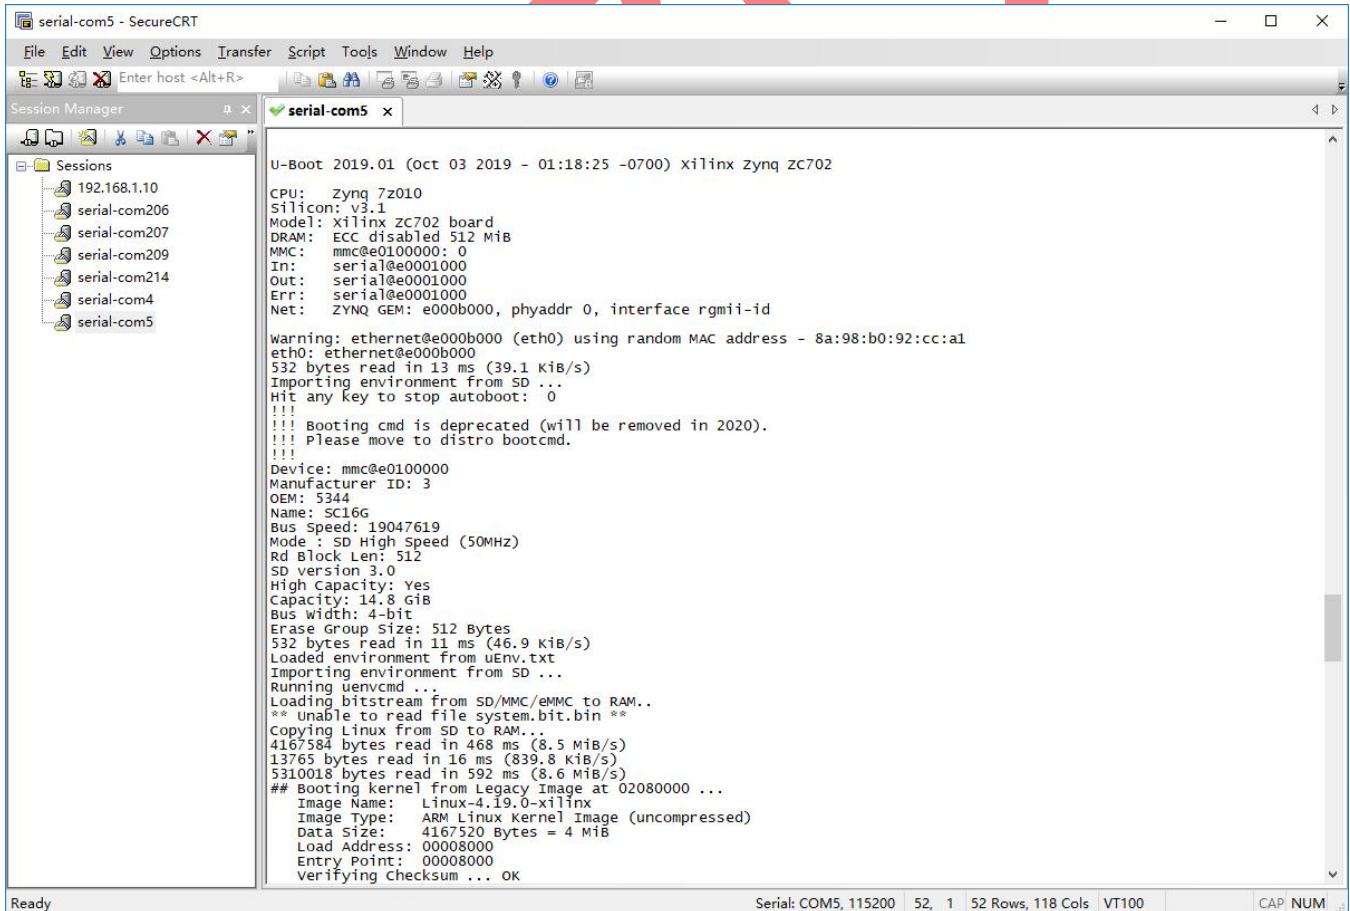 serial-com5 - SecureCRT
File Edit View Options Transfer Script Tools Window Help
Enter host <Alt+R>
Session Manager
serial-com5
Sessions
192.168.1.10
serial-com206
serial-com207
serial-com209
serial-com214
serial-com4
serial-com5
U-Boot 2019.01 (Oct 03 2019 - 01:18:25 -0700) Xilinx Zynq ZC702
CPU: Zynq 7z010
Silicon: v3.1
Model: Xilinx ZC702 board
DRAM: ECC disabled 512 MiB
MMC: mmc@e0100000: 0
In: serial@e0001000
Out: serial@e0001000
Err: serial@e0001000
Net: ZYNQ GEM: e000b000, phyaddr 0, interface rgmii-id
Warning: ethernet@e000b000 (eth0) using random MAC address - 8a:98:b0:92:cc:a1
eth0: ethernet@e000b000
532 bytes read in 13 ms (39.1 KiB/s)
Importing environment from SD ...
Hit any key to stop autoboot: 0
!!!
!!! Booting cmd is deprecated (will be removed in 2020).
!!! Please move to distro bootcmd.
!!!
Device: mmc@e0100000
Manufacturer ID: 3
OEM: 5344
Name: SC16G
Bus Speed: 19047619
Mode : SD High Speed (50MHz)
Rd Block Len: 512
SD version 3.0
High Capacity: Yes
Capacity: 14.8 GiB
Bus Width: 4-bit
Erase Group Size: 512 Bytes
532 bytes read in 11 ms (46.9 KiB/s)
Loaded environment from uEnv.txt
Importing environment from SD ...
Running uenvcmd ...
Loading bitstream from SD/MMC/eMMC to RAM..
** Unable to read file system.bit.bin **
Copying Linux from SD to RAM...
4167584 bytes read in 468 ms (8.5 MiB/s)
13765 bytes read in 16 ms (839.8 KiB/s)
5310018 bytes read in 592 ms (8.6 MiB/s)
## Booting kernel from Legacy Image at 02080000 ...
Image Name: Linux-4.19.0-xilinx
Image Type: ARM Linux Kernel Image (uncompressed)
Data Size: 4167520 Bytes = 4 MiB
Load Address: 00008000
Entry Point: 00008000
Verifying Checksum ... OK
Ready Serial: COM5, 115200 52, 1 52 Rows, 118 Cols VT100 CAP NUM